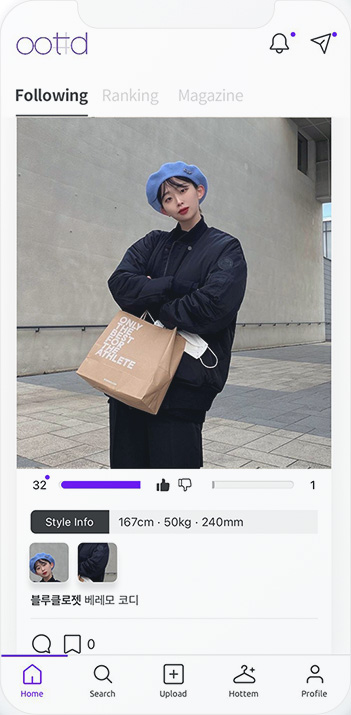 ootd
Following Ranking Magazine
ONLY
THE
BEST
FOR
THE
ATHLETE
32 1
Style Info 167cm · 50kg · 240mm
블루클로젯 베레모 코디
0
Home Search Upload Hottem Profile